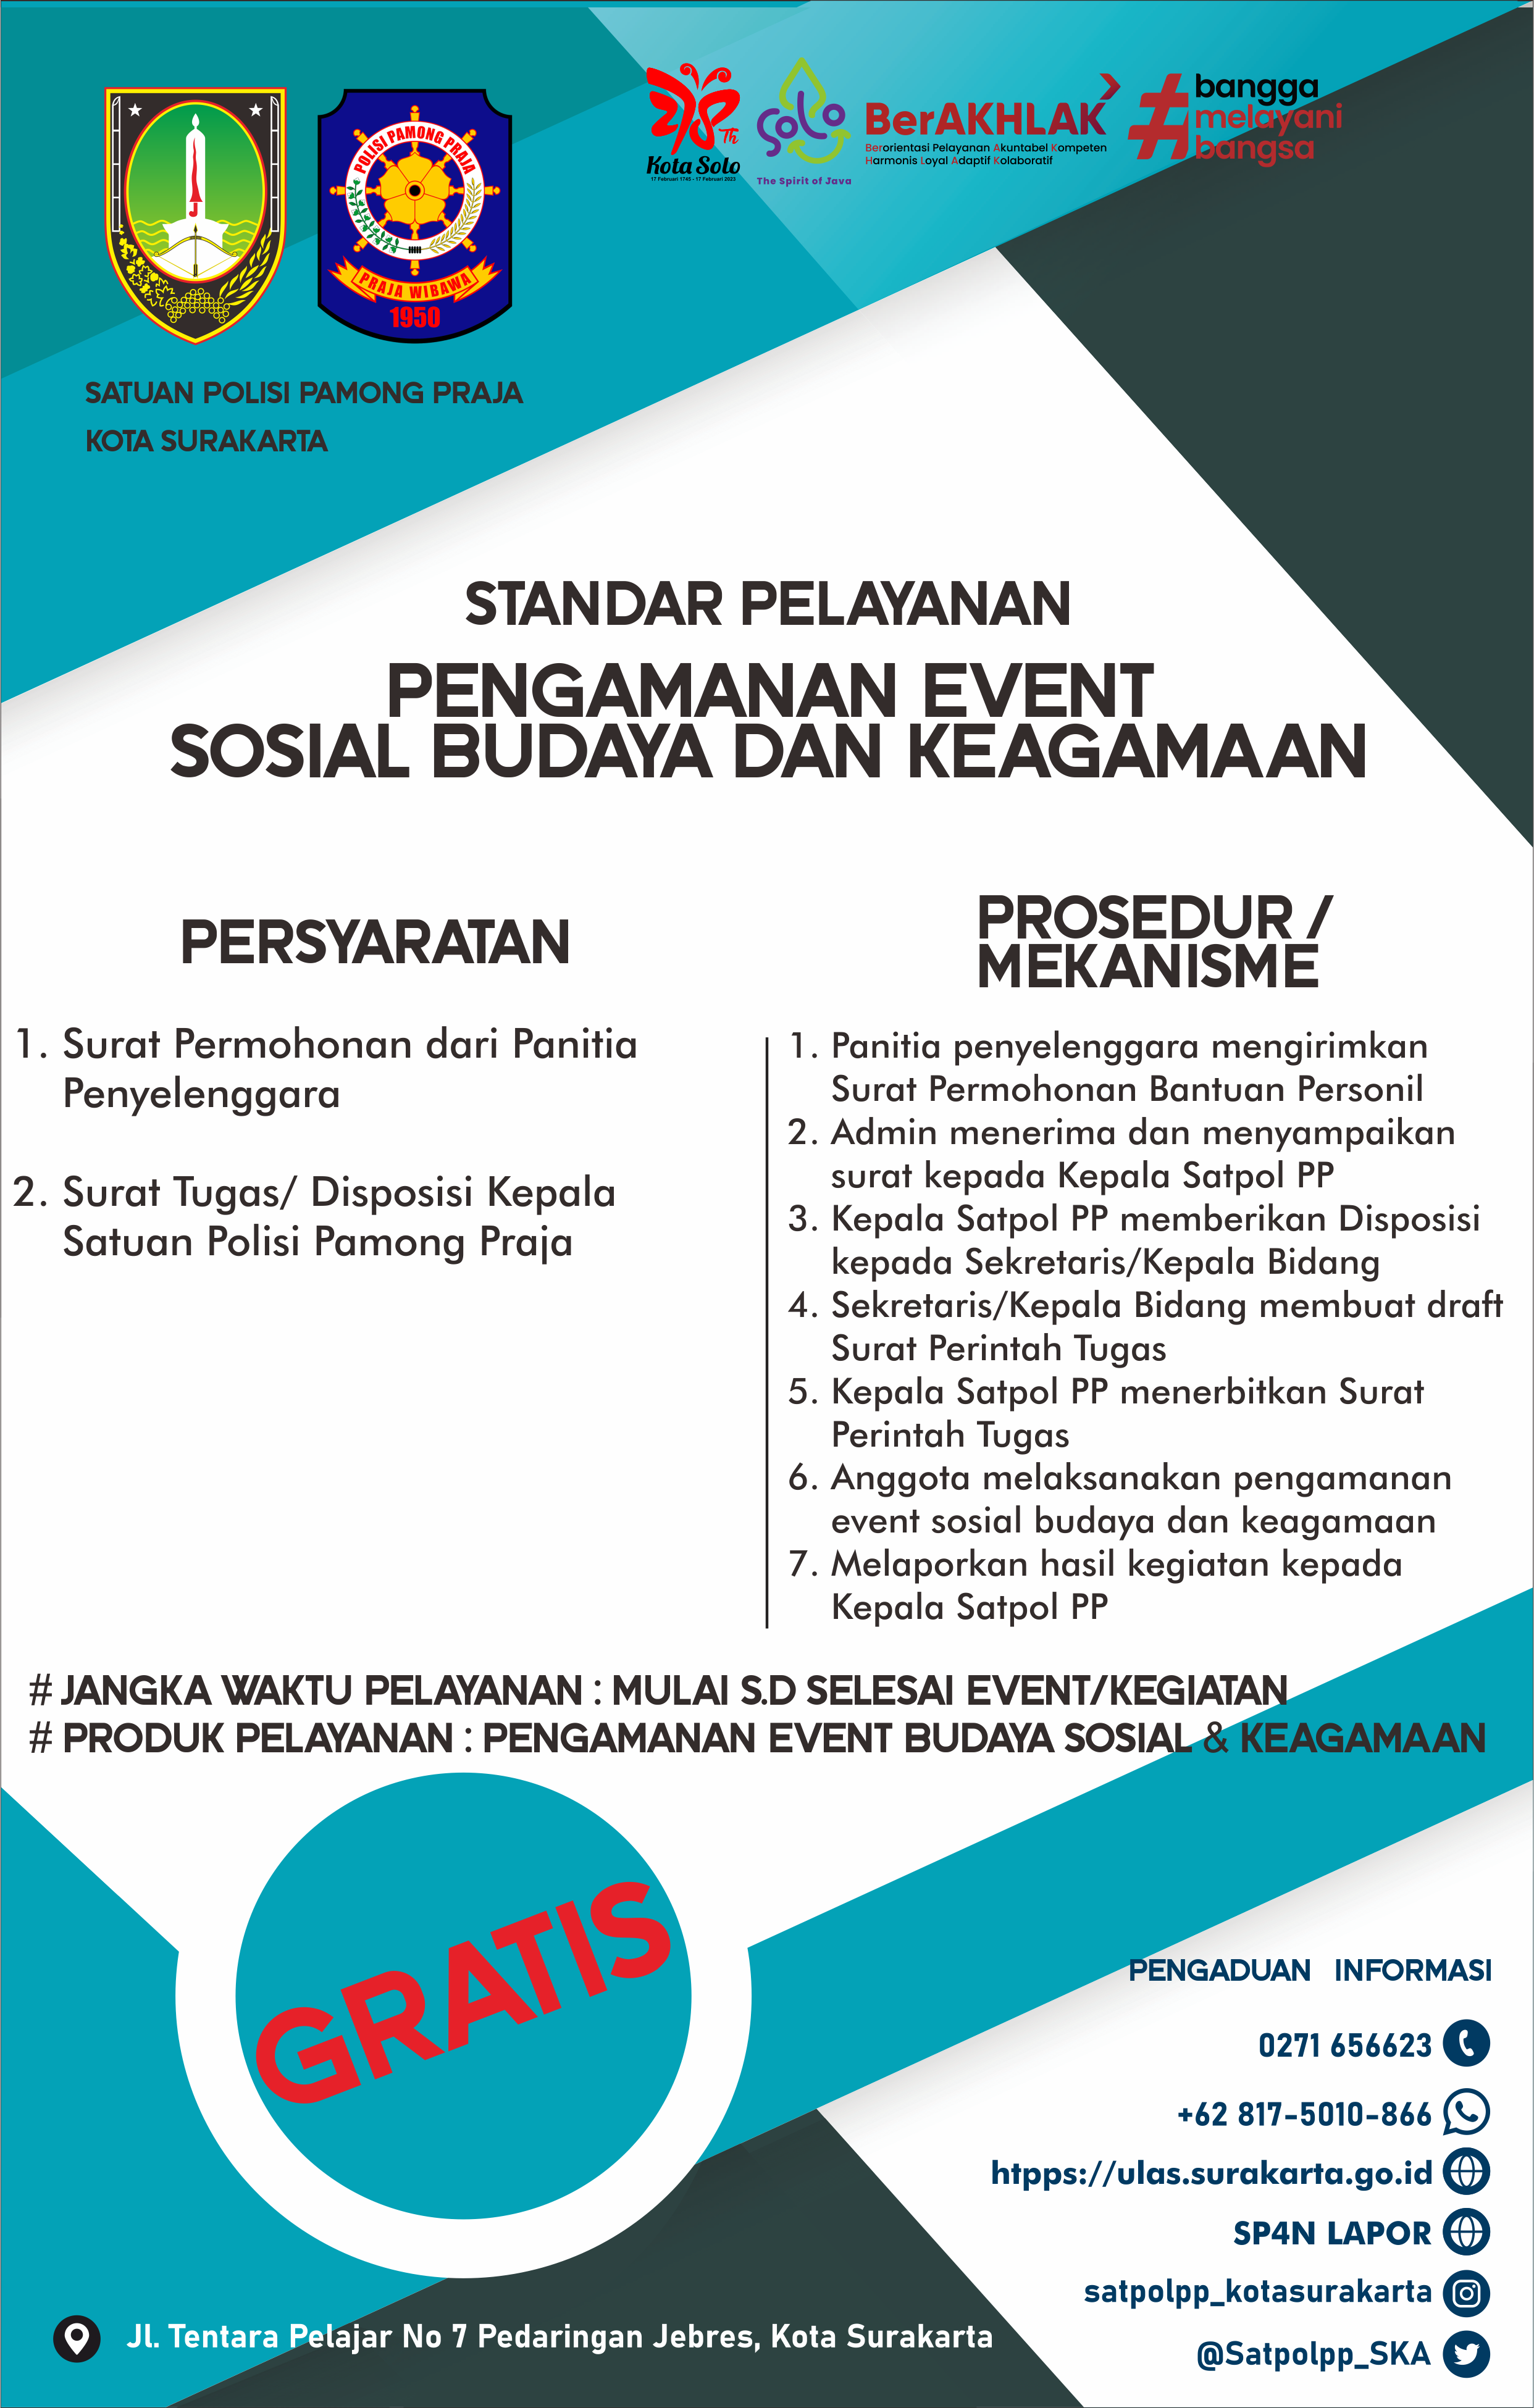 POLISI PAMONG PRAJA
PRAJA WIBAWA
1950
Th
Kota Solo
17 Februari 1745 - 17 Februari 2023
solo
The Spirit of Java
BerAKHLAK
Berorientasi Pelayanan Akuntabel Kompeten
Harmonis Loyal Adaptif Kolaboratif
#bangga
melayani
bangsa
SATUAN POLISI PAMONG PRAJA
KOTA SURAKARTA
STANDAR PELAYANAN
PENGAMANAN EVENT
SOSIAL BUDAYA DAN KEAGAMAAN
PERSYARATAN
1. Surat Permohonan dari Panitia
Penyelenggara
2. Surat Tugas/ Disposisi Kepala
Satuan Polisi Pamong Praja
PROSEDUR /
MEKANISME
1. Panitia penyelenggara mengirimkan
Surat Permohonan Bantuan Personil
2. Admin menerima dan menyampaikan
surat kepada Kepala Satpol PP
3. Kepala Satpol PP memberikan Disposisi
kepada Sekretaris/Kepala Bidang
4. Sekretaris/Kepala Bidang membuat draft
Surat Perintah Tugas
5. Kepala Satpol PP menerbitkan Surat
Perintah Tugas
6. Anggota melaksanakan pengamanan
event sosial budaya dan keagamaan
7. Melaporkan hasil kegiatan kepada
Kepala Satpol PP
# JANGKA WAKTU PELAYANAN : MULAI S.D SELESAI EVENT/KEGIATAN
# PRODUK PELAYANAN : PENGAMANAN EVENT BUDAYA SOSIAL & KEAGAMAAN
GRATIS
PENGADUAN INFORMASI
0271 656623
+62 817-5010-866
htpps://ulas.surakarta.go.id
SP4N LAPOR
satpolpp_kotasurakarta
@Satpolpp_SKA
Jl. Tentara Pelajar No 7 Pedaringan Jebres, Kota Surakarta